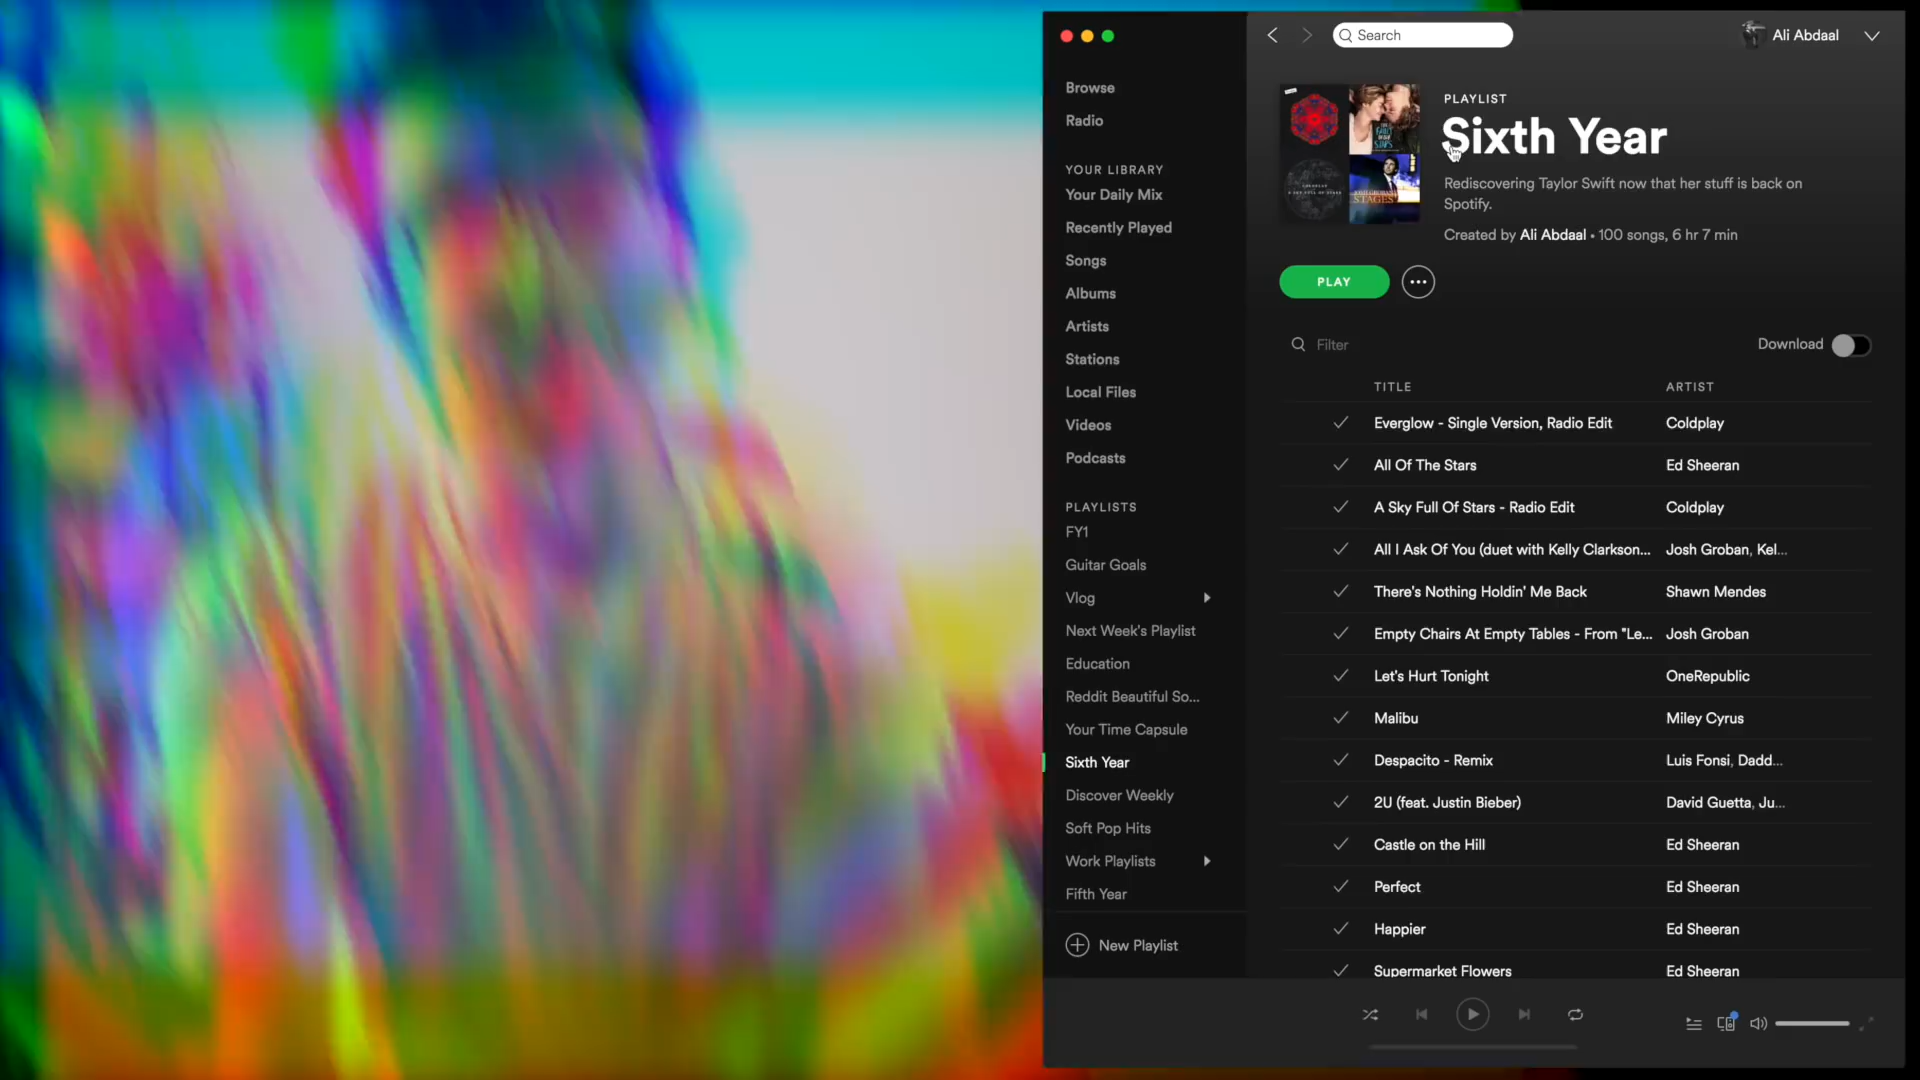 Search
Ali Abdaal
Browse
Radio
YOUR LIBRARY
Your Daily Mix
Recently Played
Songs
Albums
Artists
Stations
Local Files
Videos
Podcasts
PLAYLISTS
FY1
Guitar Goals
Vlog
Next Week's Playlist
Education
Reddit Beautiful So...
Your Time Capsule
Sixth Year
Discover Weekly
Soft Pop Hits
Work Playlists
Fifth Year
New Playlist
PLAYLIST
Sixth Year
Rediscovering Taylor Swift now that her stuff is back on
Spotify.
Created by Ali Abdaal • 100 songs, 6 hr 7 min
PLAY
Filter
Download
TITLE ARTIST
Everglow - Single Version, Radio Edit Coldplay
All Of The Stars Ed Sheeran
A Sky Full Of Stars - Radio Edit Coldplay
All I Ask Of You (duet with Kelly Clarkson... Josh Groban, Kel...
There's Nothing Holdin' Me Back Shawn Mendes
Empty Chairs At Empty Tables - From "Le... Josh Groban
Let's Hurt Tonight OneRepublic
Malibu Miley Cyrus
Despacito - Remix Luis Fonsi, Dadd...
2U (feat. Justin Bieber) David Guetta, Ju...
Castle on the Hill Ed Sheeran
Perfect Ed Sheeran
Happier Ed Sheeran
Supermarket Flowers Ed Sheeran